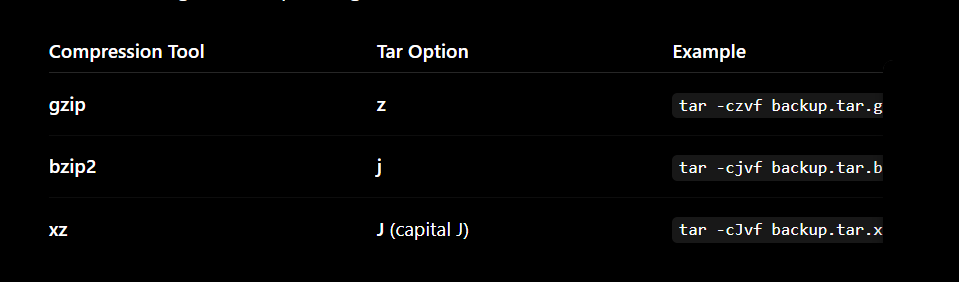 Compression Tool Tar Option Example
gzip z tar -czvf backup.tar.g
bzip2 j tar -cjvf backup.tar.b
xz J (capital J) tar -cJvf backup.tar.x